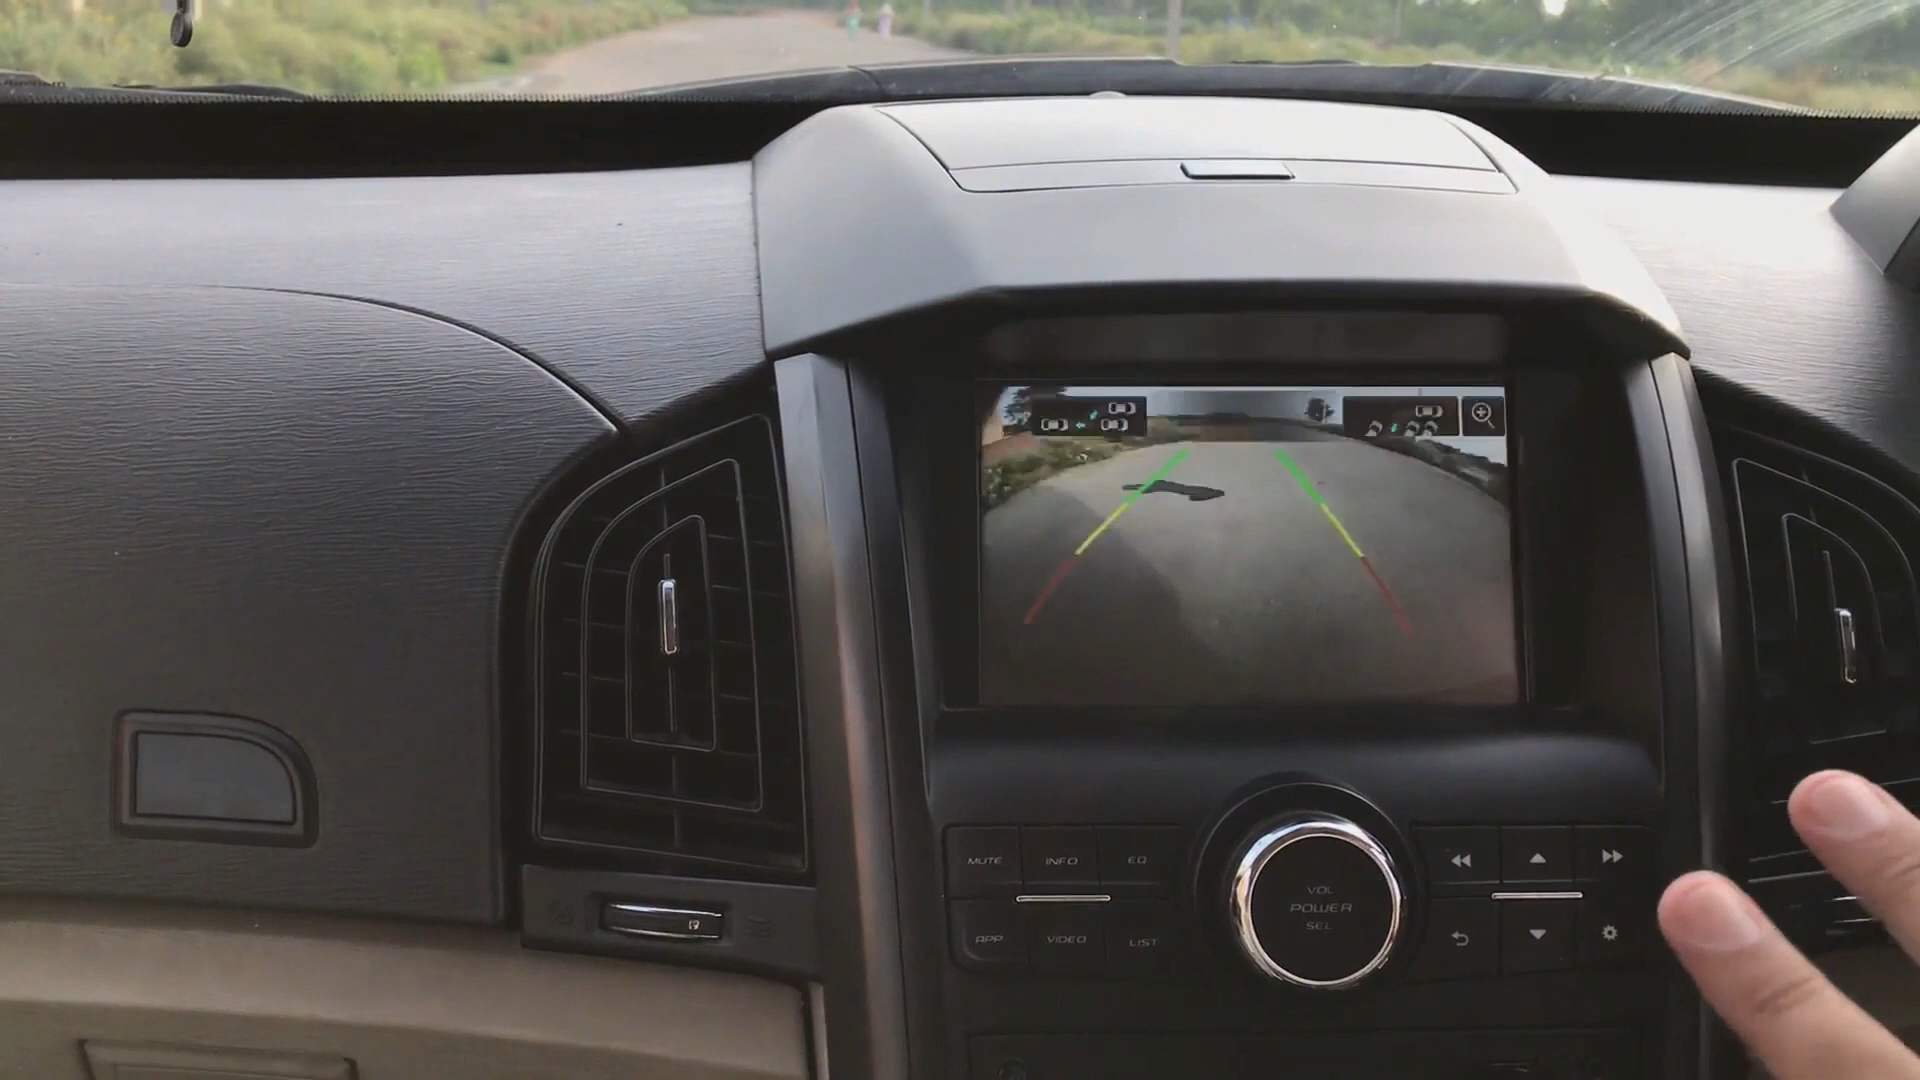 MUTE INFO EQ
APP VIDEO LIST
VOL
POWER
SEL